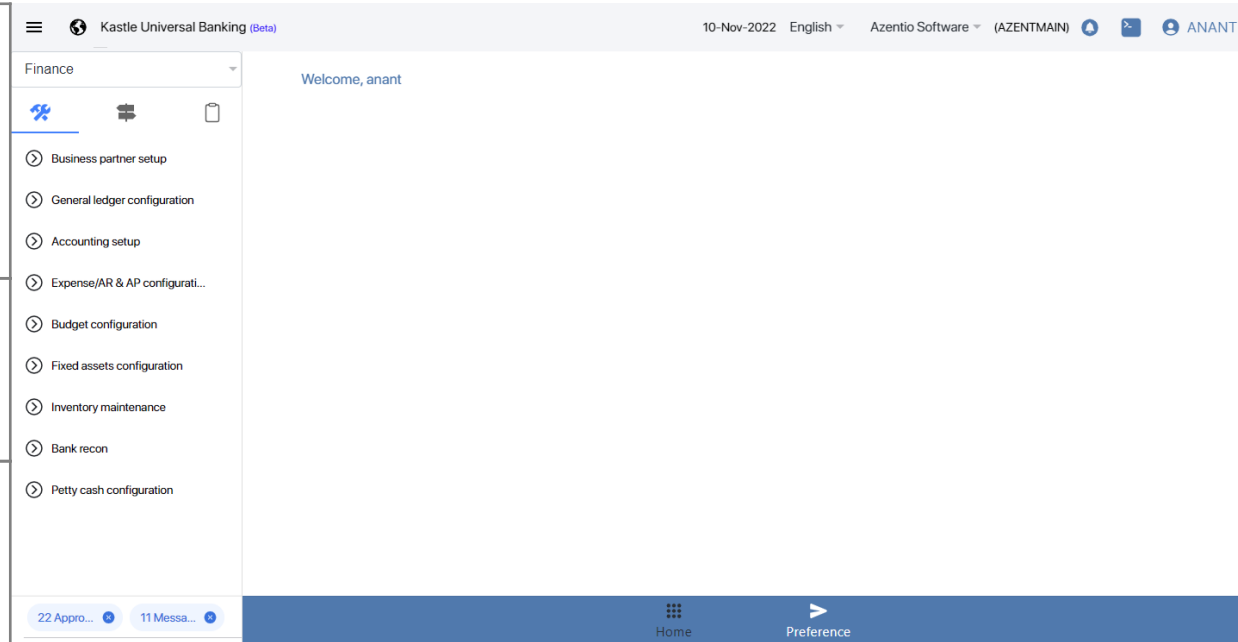 Kastle Universal Banking (Beta) 10-Nov-2022 English Azentio Software (AZENTMAIN) ANANT
Finance
Welcome, anant
Business partner setup
General ledger configuration
Accounting setup
Expense/AR & AP configurati...
Budget configuration
Fixed assets configuration
Inventory maintenance
Bank recon
Petty cash configuration
22 Appro... 11 Messa...
Home Preference